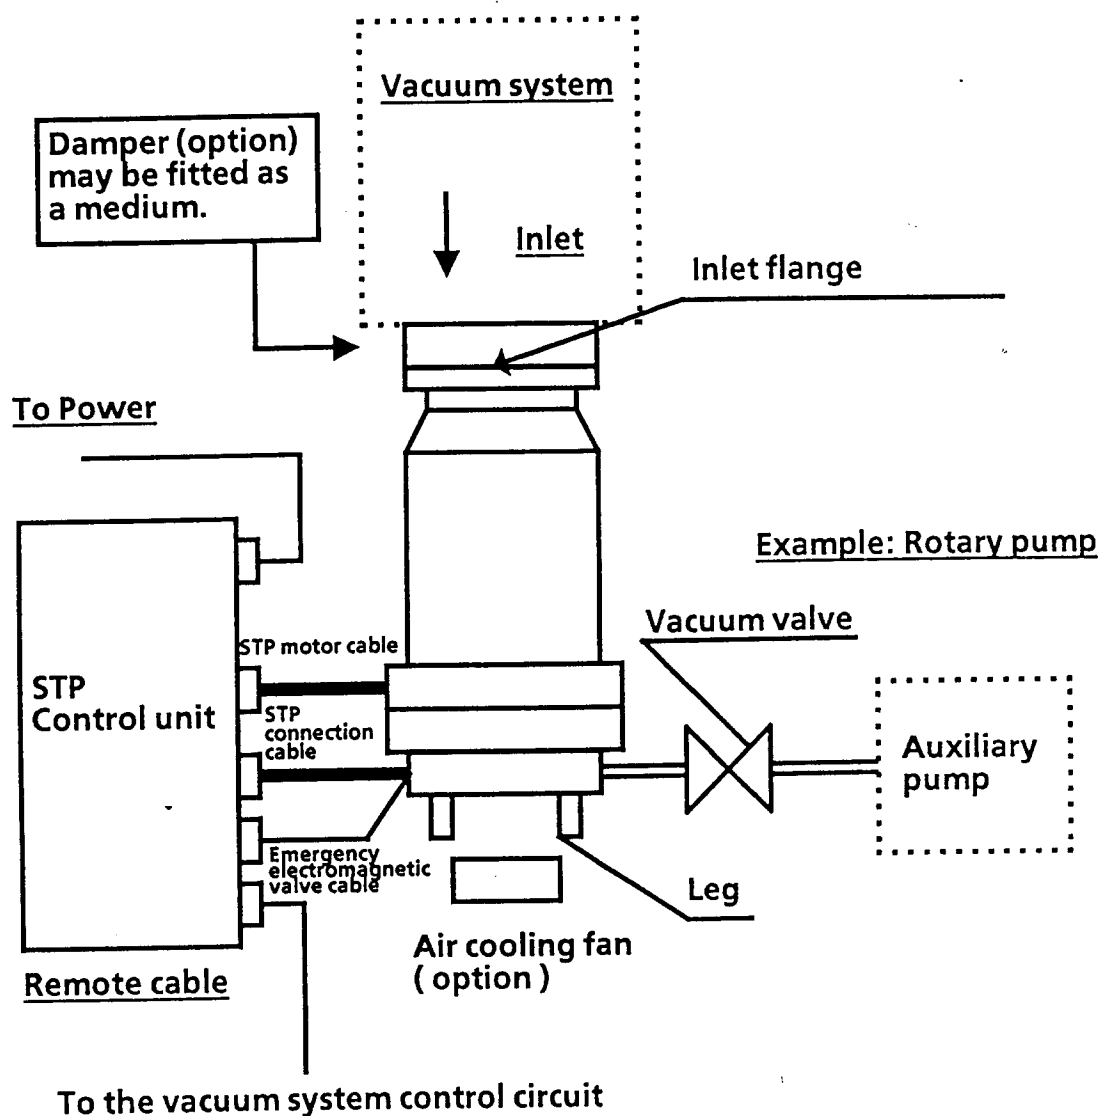 Vacuum system
Damper (option)
may be fitted as
a medium.
Inlet
Inlet flange
To Power
Example: Rotary pump
Vacuum valve
STP motor cable
STP
Control unit
STP
connection
cable
Auxiliary
pump
Emergency
electromagnetic
valve cable
Leg
Air cooling fan
( option )
Remote cable
To the vacuum system control circuit